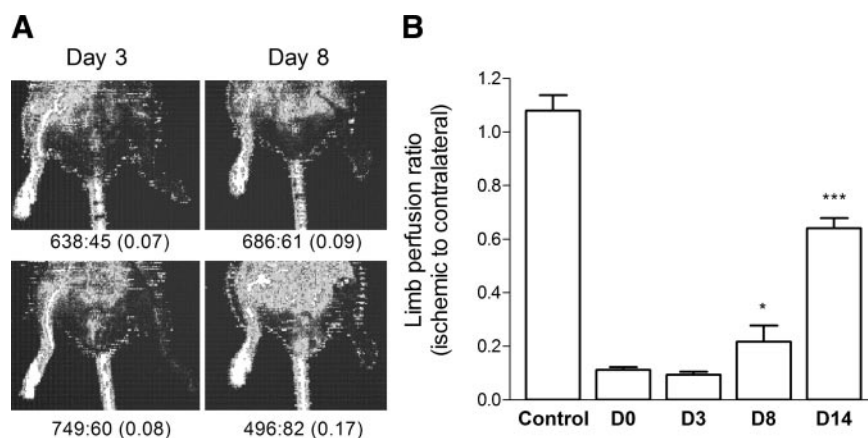 A
Day 3
Day 8
638:45 (0.07)
686:61 (0.09)
749:60 (0.08)
496:82 (0.17)
B
Limb perfusion ratio
(ischemic to contralateral)
1.2
1.0
0.8
0.6
0.4
0.2
0.0
*
***
Control D0 D3 D8 D14